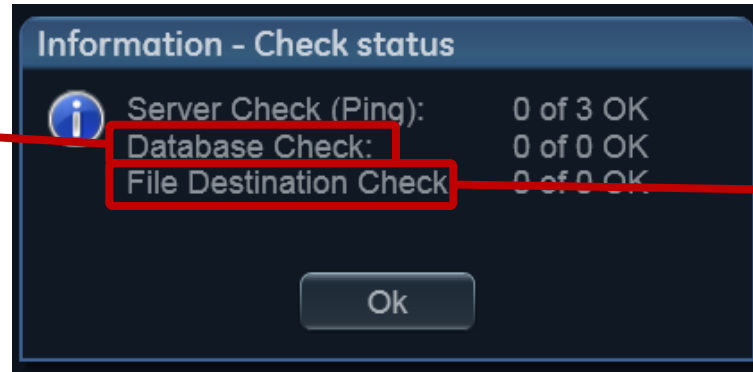 Information - Check status
Server Check (Ping): 0 of 3 OK
Database Check: 0 of 0 OK
File Destination Check 0 of 0 OK
Ok